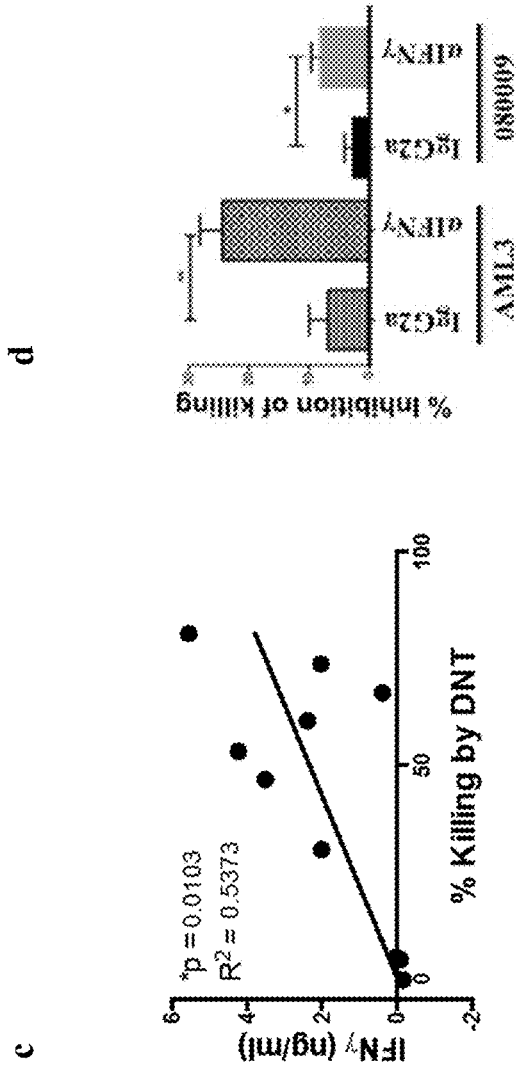 c
*p = 0.0103
R² = 0.5373
IFNγ (ng/ml)
6
4
2
0
-2
0
50
100
% Killing by DNT
d
% Inhibition of killing
*
*
IgG2a
αIFNγ
IgG2a
αIFNγ
AML3
080009